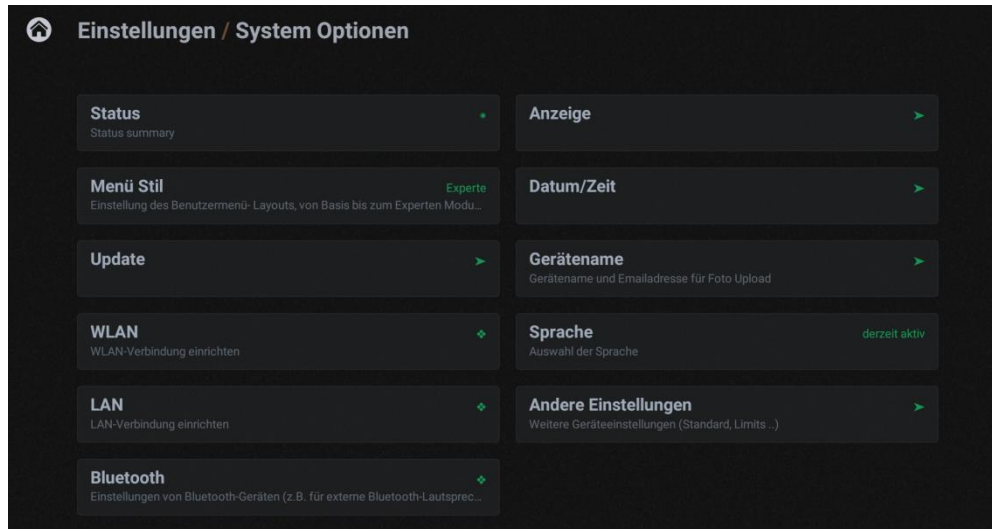 Einstellungen / System Optionen
Status
Status summary
Menü Stil
Experte
Einstellung des Benutzermenü- Layouts, von Basis bis zum Experten Modu...
Update
WLAN
WLAN-Verbindung einrichten
LAN
LAN-Verbindung einrichten
Bluetooth
Einstellungen von Bluetooth-Geräten (z.B. für externe Bluetooth-Lautsprec...
Anzeige
Datum/Zeit
Gerätename
Gerätename und Emailadresse für Foto Upload
Sprache
derzeit aktiv
Auswahl der Sprache
Andere Einstellungen
Weitere Geräteeinstellungen (Standard, Limits ..)